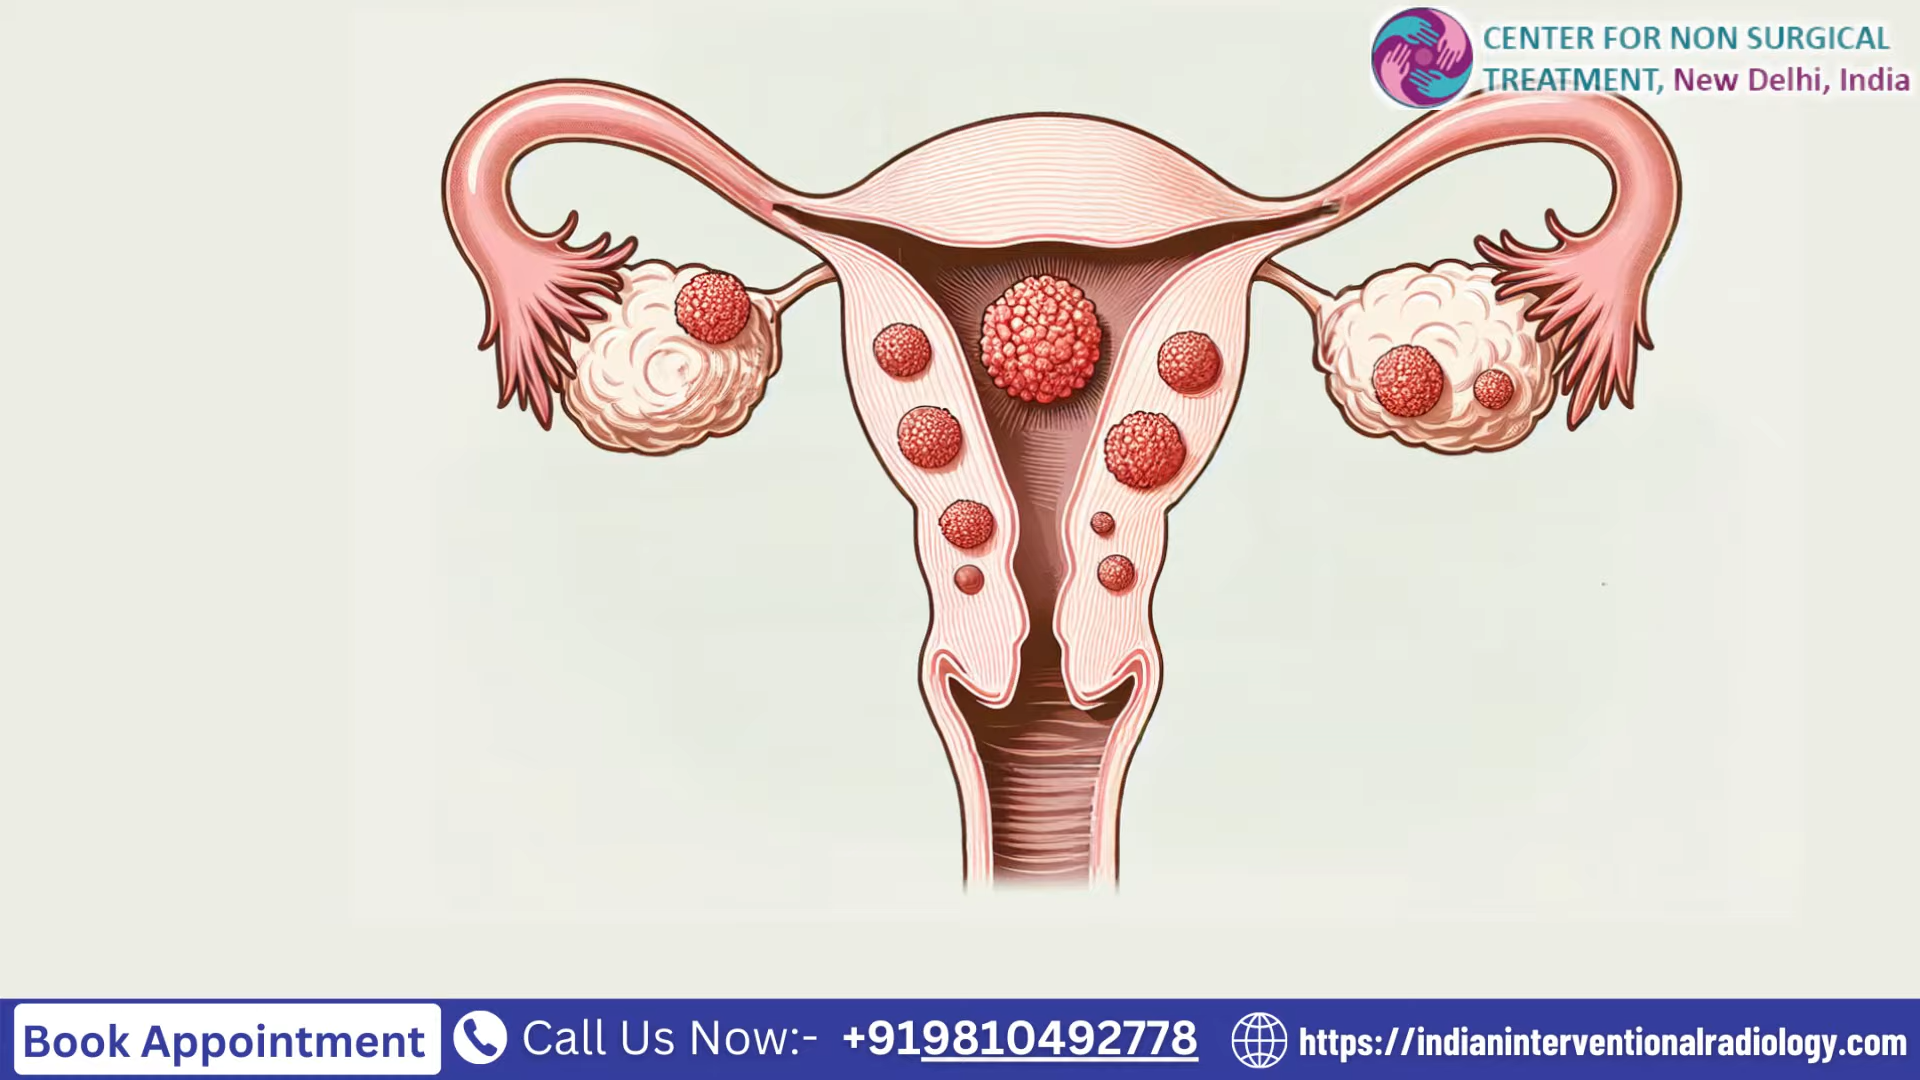 CENTER FOR NON SURGICAL
TREATMENT, New Delhi, India
Book Appointment
Call Us Now:- +919810492778
https://indianinterventionalradiology.com